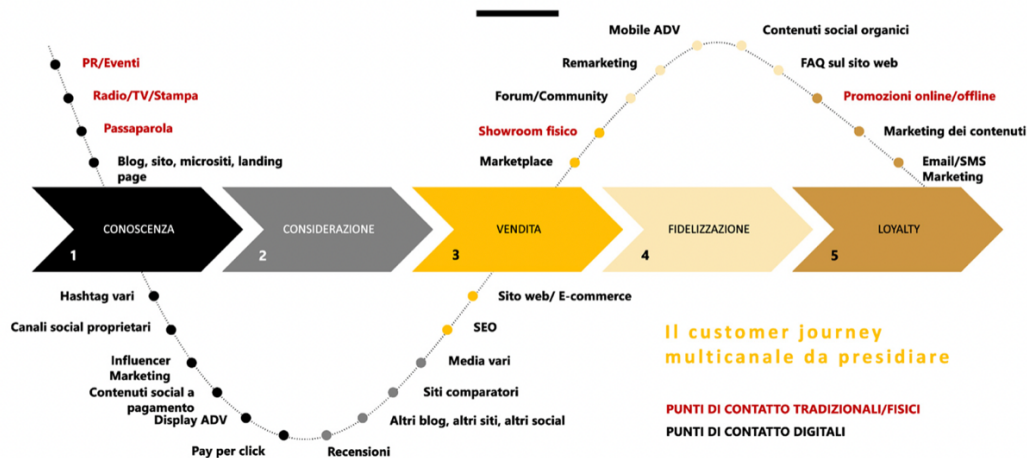 PR/Eventi
Radio/TV/Stampa
Passaparola
Blog, sito, micrositi, landing
page
Mobile ADV
Remarketing
Forum/Community
Showroom fisico
Marketplace
Contenuti social organici
FAQ sul sito web
Promozioni online/offline
Marketing dei contenuti
Email/SMS
Marketing
CONOSCENZA
1
CONSIDERAZIONE
2
VENDITA
3
FIDELIZZAZIONE
4
LOYALTY
5
Hashtag vari
Canali social proprietari
Influencer
Marketing
Contenuti social a
pagamento
Display ADV
Pay per click
Sito web/ E-commerce
SEO
Media vari
Siti comparatori
Altri blog, altri siti, altri social
Recensioni
Il customer journey
multicanale da presidiare
PUNTI DI CONTATTO TRADIZIONALI/FISICI
PUNTI DI CONTATTO DIGITALI